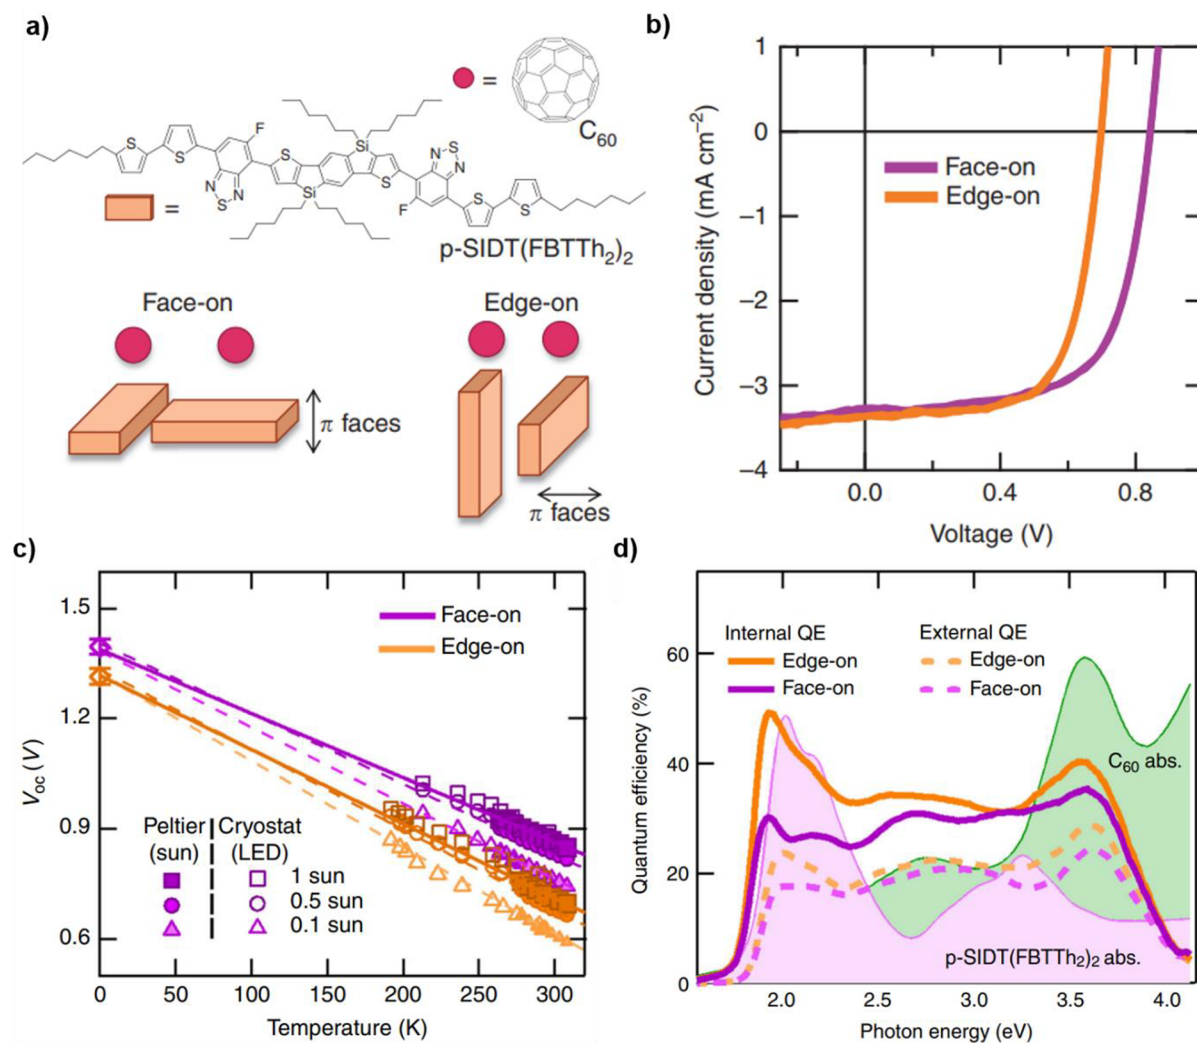 a)
=
C60
F
Si
S
S
S
N
N
S
N
N
S
Si
S
F
S
S
=
p-SIDT(FBTTh2)2
Face-on
Edge-on
π faces
π faces
b)
1
0
−1
−2
−3
−4
Current density (mA cm−2)
Face-on
Edge-on
0.0
0.4
0.8
Voltage (V)
c)
1.5
1.2
0.9
0.6
Voc (V)
Face-on
Edge-on
Peltier
(sun)
Cryostat
(LED)
1 sun
0.5 sun
0.1 sun
0
50
100
150
200
250
300
Temperature (K)
d)
60
40
20
0
Quantum efficiency (%)
Internal QE
Edge-on
Face-on
External QE
Edge-on
Face-on
C60 abs.
p-SIDT(FBTTh2)2 abs.
2.0
2.5
3.0
3.5
4.0
Photon energy (eV)